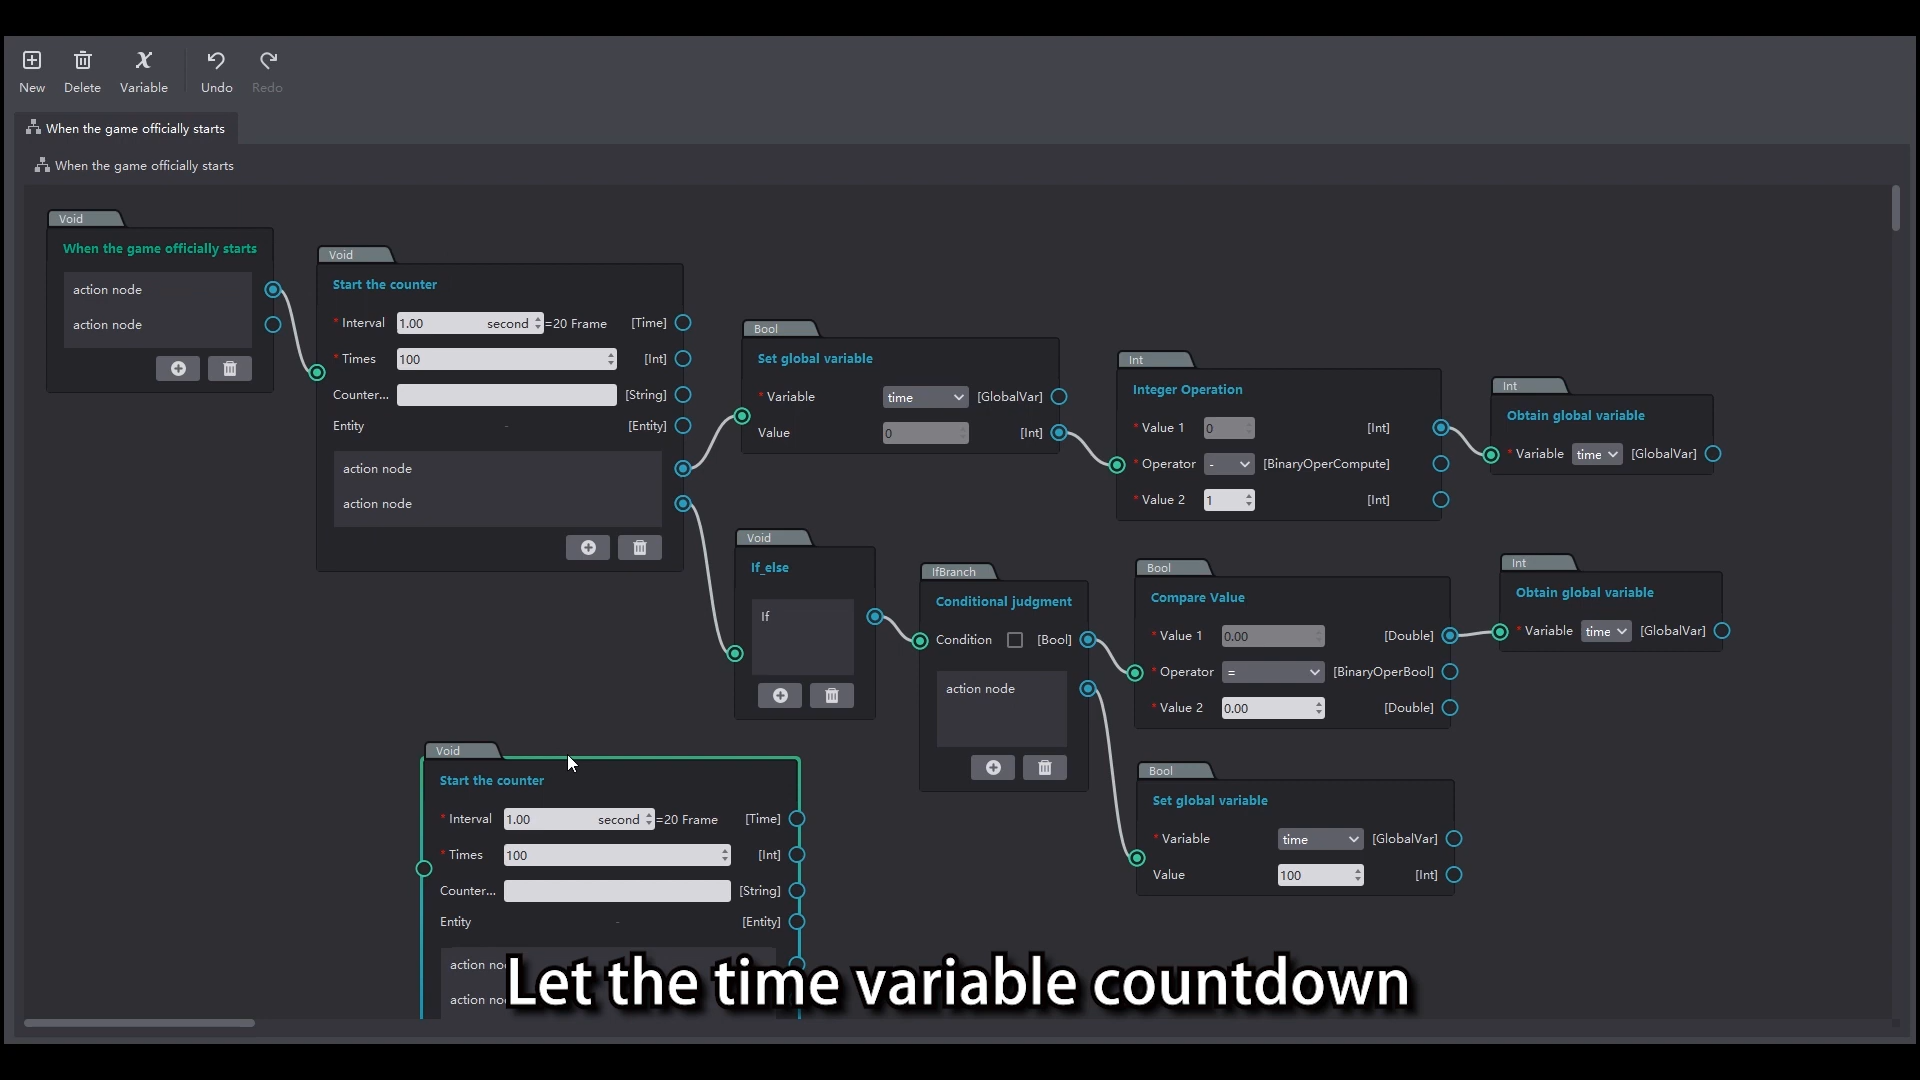 New
Delete
Variable
Undo
Redo
When the game officially starts
When the game officially starts
Void
When the game officially starts
action node
action node
Void
Start the counter
* Interval 1.00 second =20 Frame [Time]
* Times 100 [Int]
Counter... [String]
Entity - [Entity]
action node
action node
Bool
Set global variable
* Variable time [GlobalVar]
Value 0 [Int]
Int
Integer Operation
* Value 1 0 [Int]
* Operator - [BinaryOperCompute]
* Value 2 1 [Int]
Int
Obtain global variable
* Variable time [GlobalVar]
Void
If_else
If
IfBranch
Conditional judgment
Condition [Bool]
action node
Bool
Compare Value
* Value 1 0.00 [Double]
* Operator = [BinaryOperBool]
* Value 2 0.00 [Double]
Int
Obtain global variable
* Variable time [GlobalVar]
Bool
Set global variable
* Variable time [GlobalVar]
Value 100 [Int]
Void
Start the counter
* Interval 1.00 second =20 Frame [Time]
* Times 100 [Int]
Counter... [String]
Entity - [Entity]
action no
action no
Let the time variable countdown